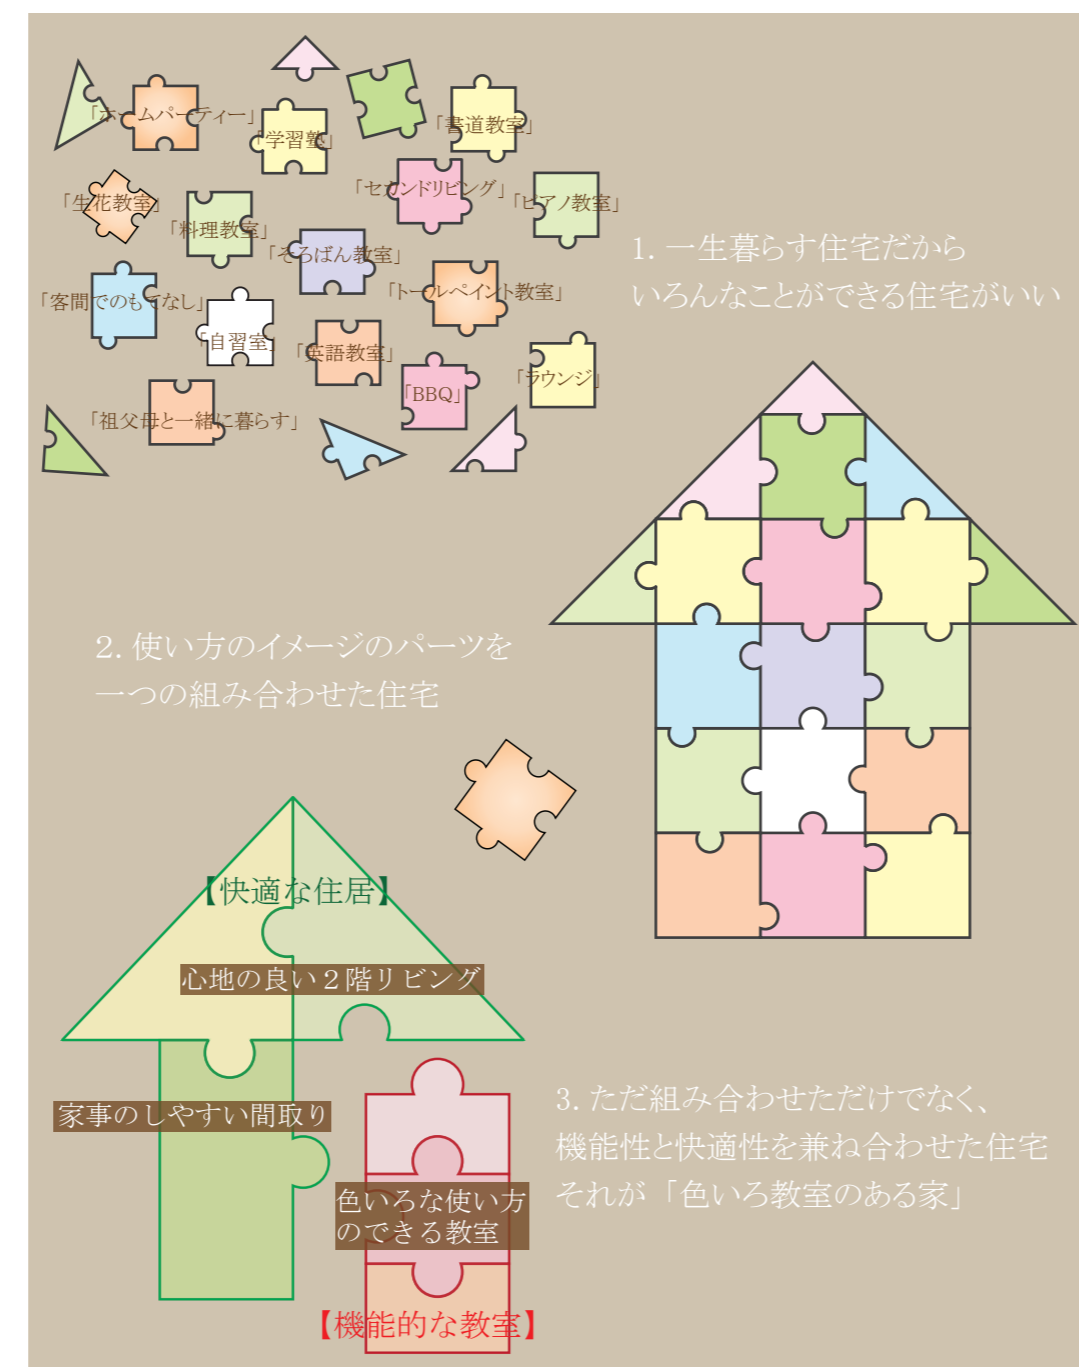 「ホームパーティー」
「学習塾」
「書道教室」
「生花教室」
「料理教室」
「セカンドリビング」
「ピアノ教室」
「そろばん教室」
「客間でのもてなし」
「トールペイント教室」
「自習室」
「英語教室」
「BBQ」
「ラウンジ」
「祖父母と一緒に暮らす」
1. 一生暮らす住宅だから
いろんなことができる住宅がいい
2. 使い方のイメージのパーツを
一つの組み合わせた住宅
【快適な住居】
心地の良い２階リビング
家事のしやすい間取り
色いろな使い方
のできる教室
【機能的な教室】
3. ただ組み合わせただけでなく、
機能性と快適性を兼ね合わせた住宅
それが「色いろ教室のある家」